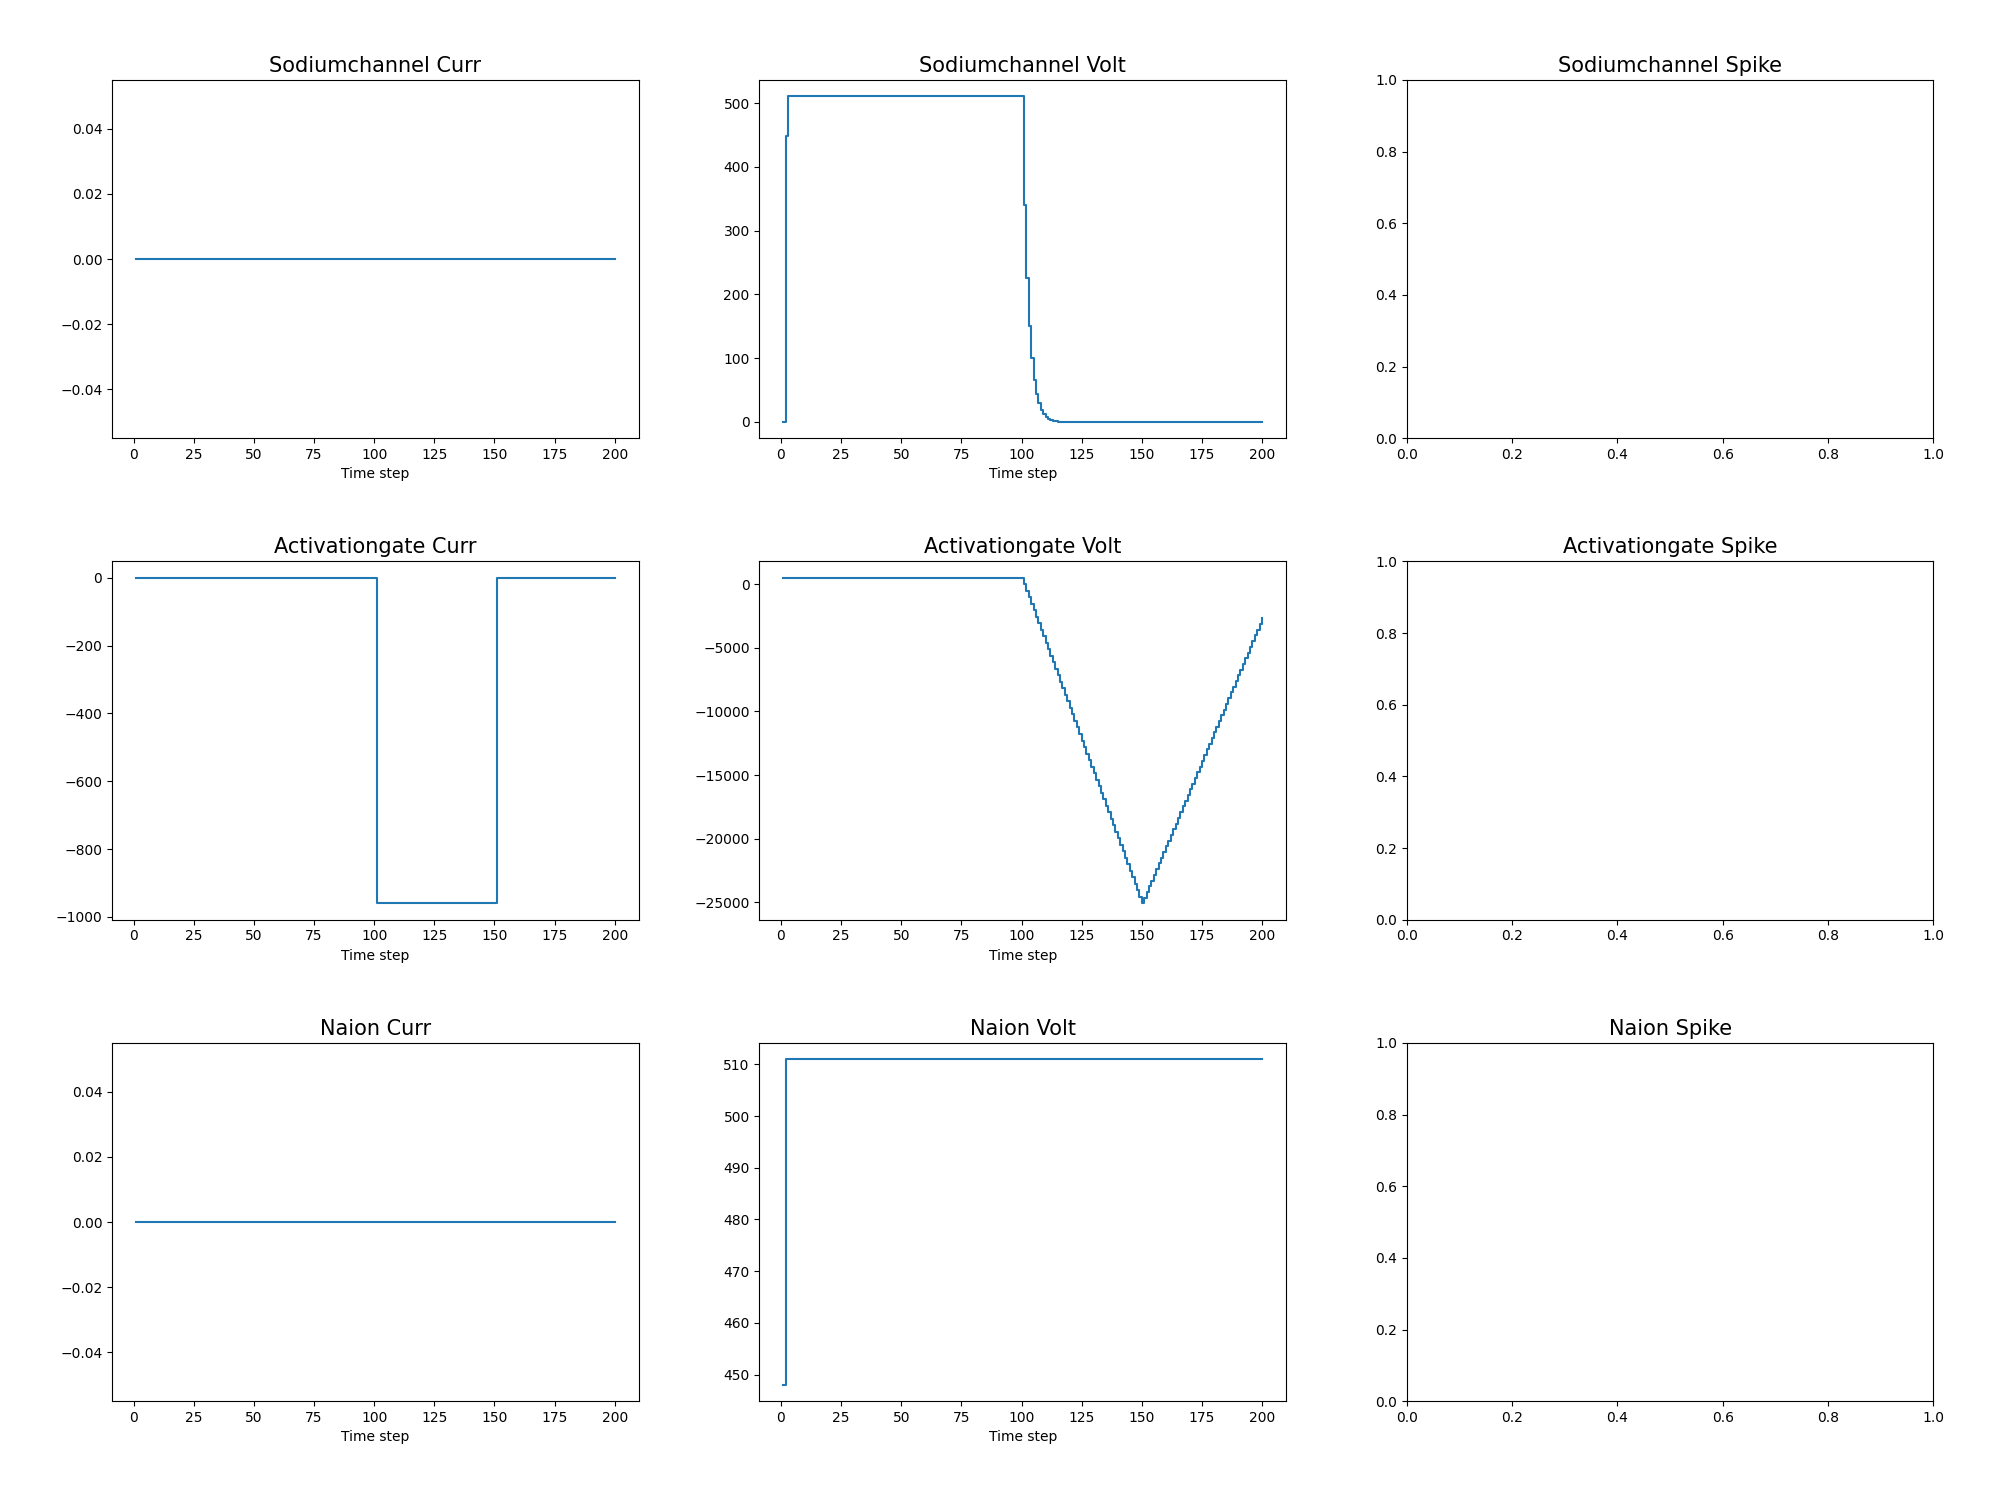 Sodiumchannel Curr
0.04
0.02
0.00
−0.02
−0.04
0 25 50 75 100 125 150 175 200
Time step
Sodiumchannel Volt
500
400
300
200
100
0
0 25 50 75 100 125 150 175 200
Time step
Sodiumchannel Spike
1.0
0.8
0.6
0.4
0.2
0.0
0.0 0.2 0.4 0.6 0.8 1.0
Activationgate Curr
0
−200
−400
−600
−800
−1000
0 25 50 75 100 125 150 175 200
Time step
Activationgate Volt
0
−5000
−10000
−15000
−20000
−25000
0 25 50 75 100 125 150 175 200
Time step
Activationgate Spike
1.0
0.8
0.6
0.4
0.2
0.0
0.0 0.2 0.4 0.6 0.8 1.0
Naion Curr
0.04
0.02
0.00
−0.02
−0.04
0 25 50 75 100 125 150 175 200
Time step
Naion Volt
510
500
490
480
470
460
450
0 25 50 75 100 125 150 175 200
Time step
Naion Spike
1.0
0.8
0.6
0.4
0.2
0.0
0.0 0.2 0.4 0.6 0.8 1.0